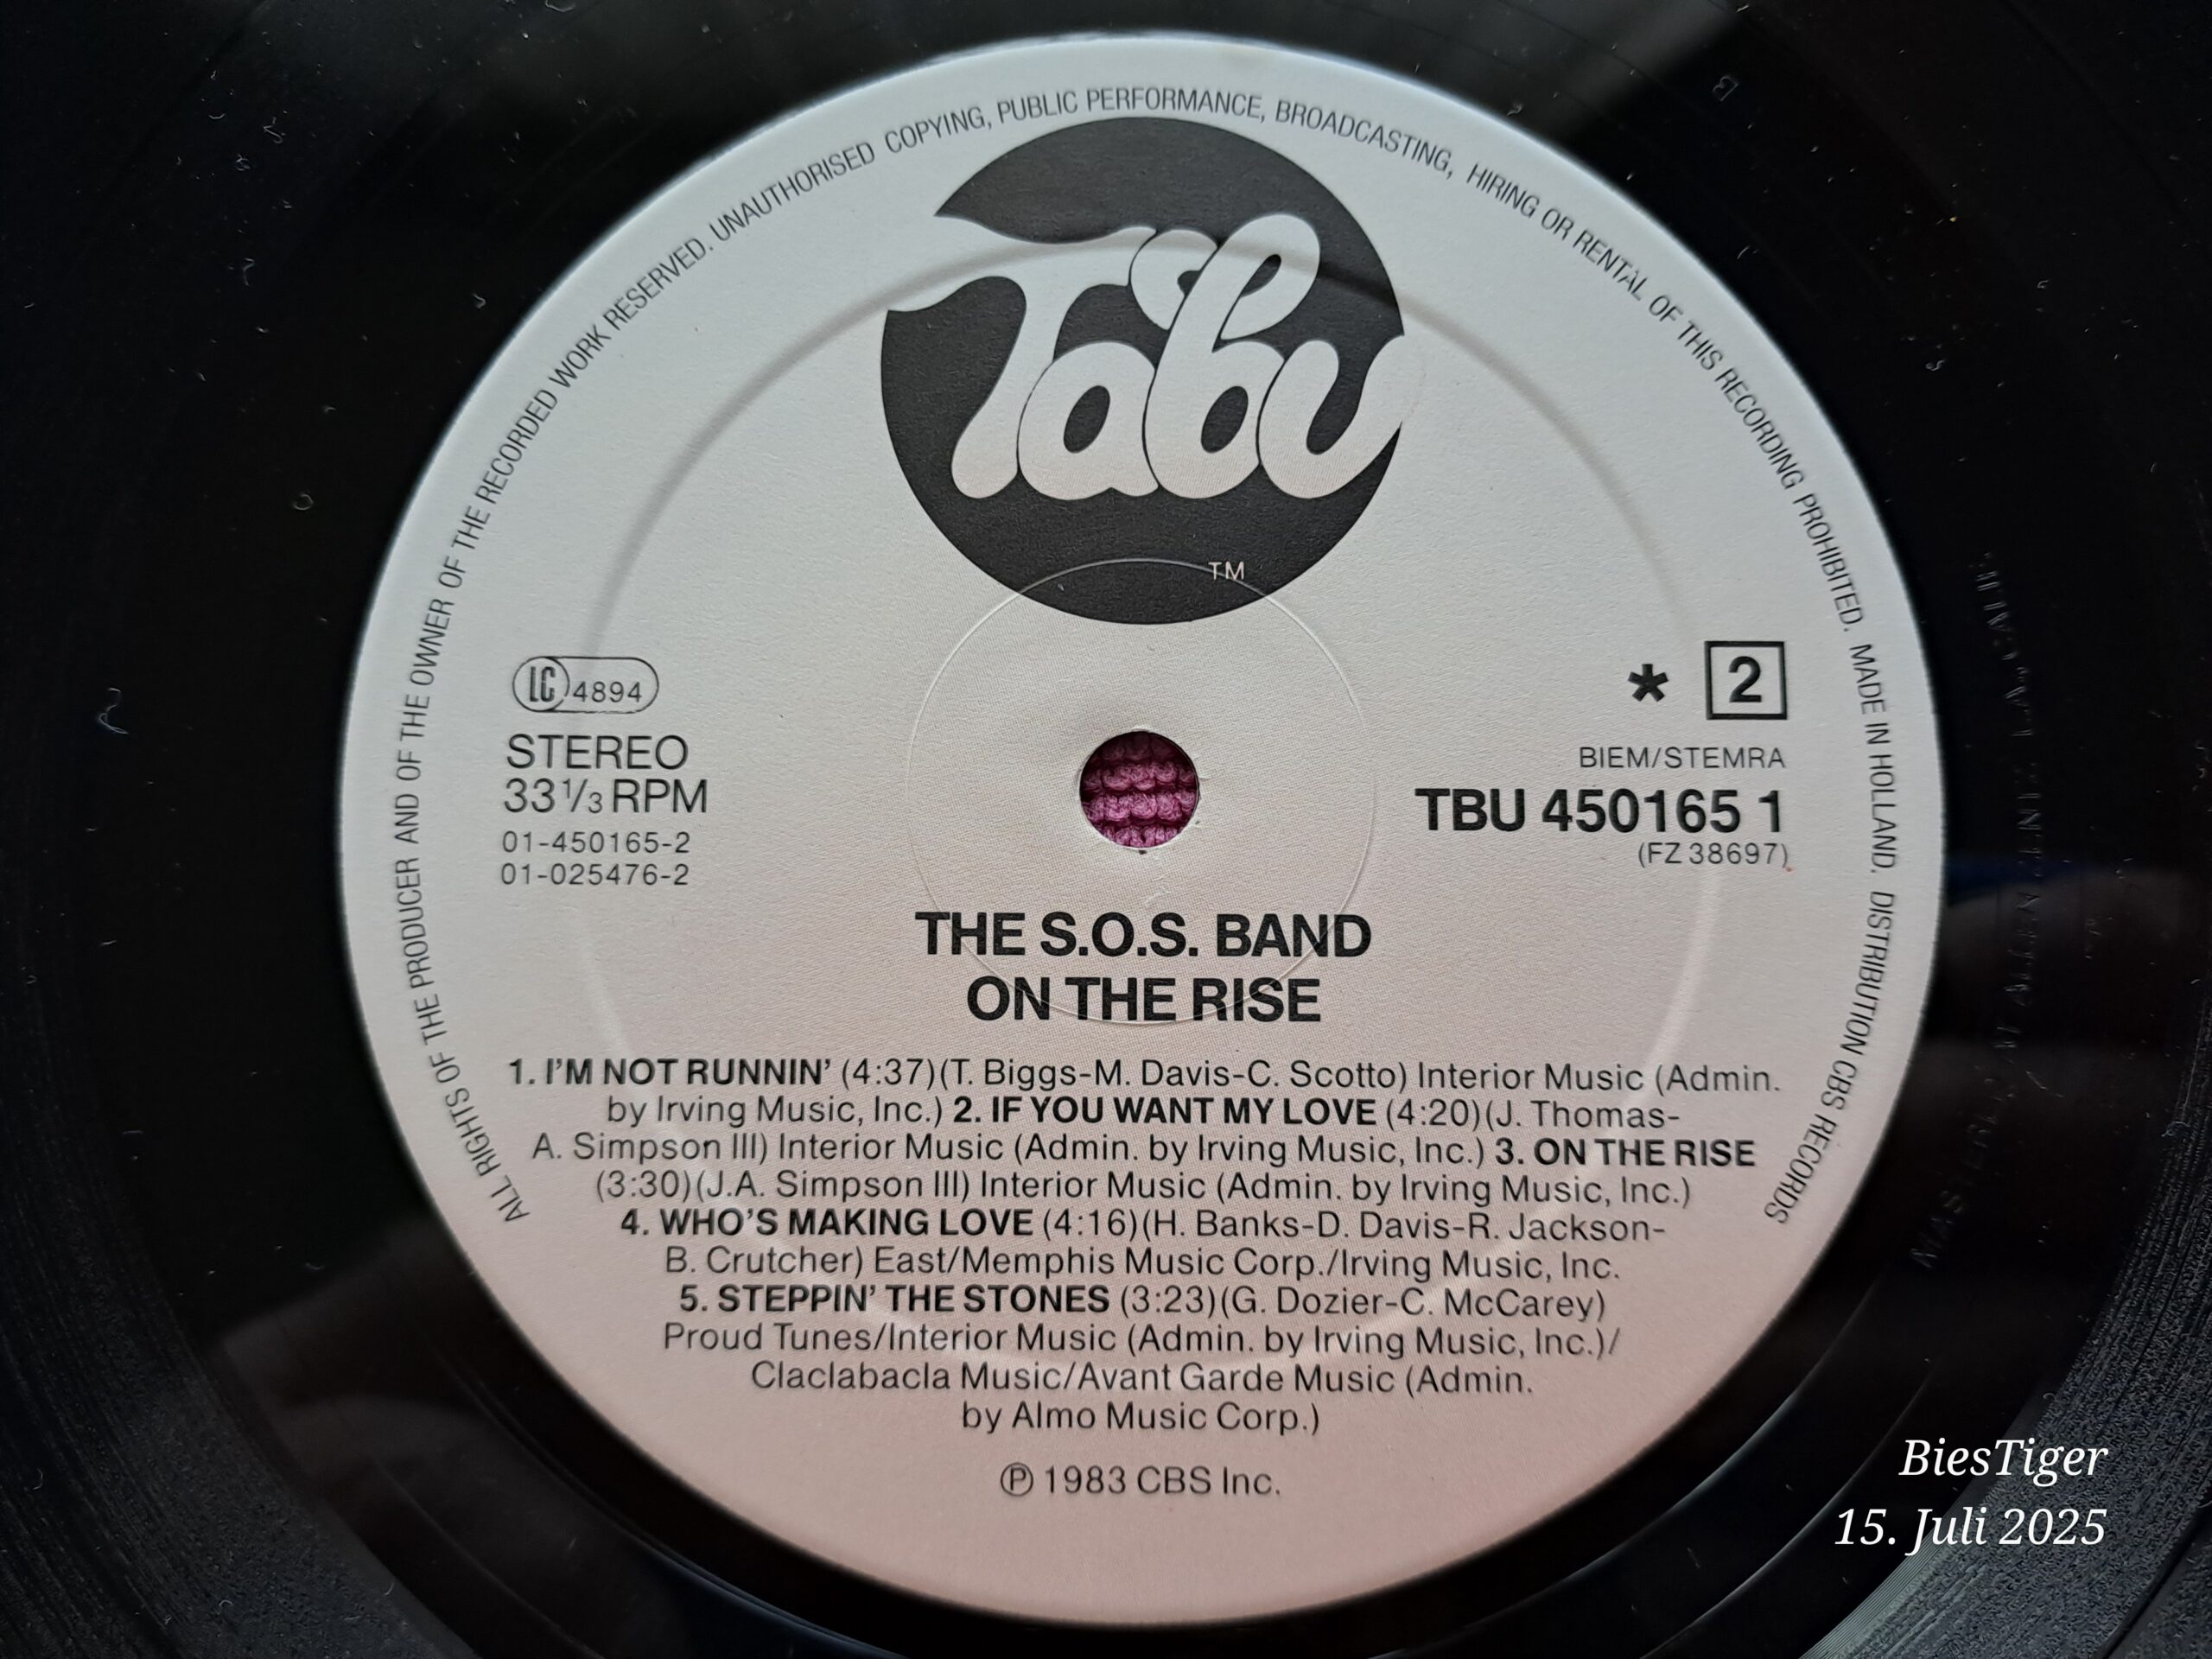 ALL RIGHTS OF THE PRODUCER AND OF THE OWNER OF THE RECORDED WORK RESERVED. UNAUTHORISED COPYING, PUBLIC PERFORMANCE, BROADCASTING, HIRING OR RENTAL OF THIS RECORDING PROHIBITED. MADE IN HOLLAND. DISTRIBUTION CBS RECORDS
Tabu
TM
LC 4894
STEREO
33 1/3 RPM
01-450165-2
01-025476-2
* 2
BIEM/STEMRA
TBU 450165 1
(FZ 38697)
THE S.O.S. BAND
ON THE RISE
1. I'M NOT RUNNIN' (4:37)(T. Biggs-M. Davis-C. Scotto) Interior Music (Admin.
by Irving Music, Inc.) 2. IF YOU WANT MY LOVE (4:20)(J. Thomas-
A. Simpson III) Interior Music (Admin. by Irving Music, Inc.) 3. ON THE RISE
(3:30)(J.A. Simpson III) Interior Music (Admin. by Irving Music, Inc.)
4. WHO'S MAKING LOVE (4:16)(H. Banks-D. Davis-R. Jackson-
B. Crutcher) East/Memphis Music Corp./Irving Music, Inc.
5. STEPPIN' THE STONES (3:23)(G. Dozier-C. McCarey)
Proud Tunes/Interior Music (Admin. by Irving Music, Inc.)/
Claclabacla Music/Avant Garde Music (Admin.
by Almo Music Corp.)
℗ 1983 CBS Inc.
BiesTiger
15. Juli 2025